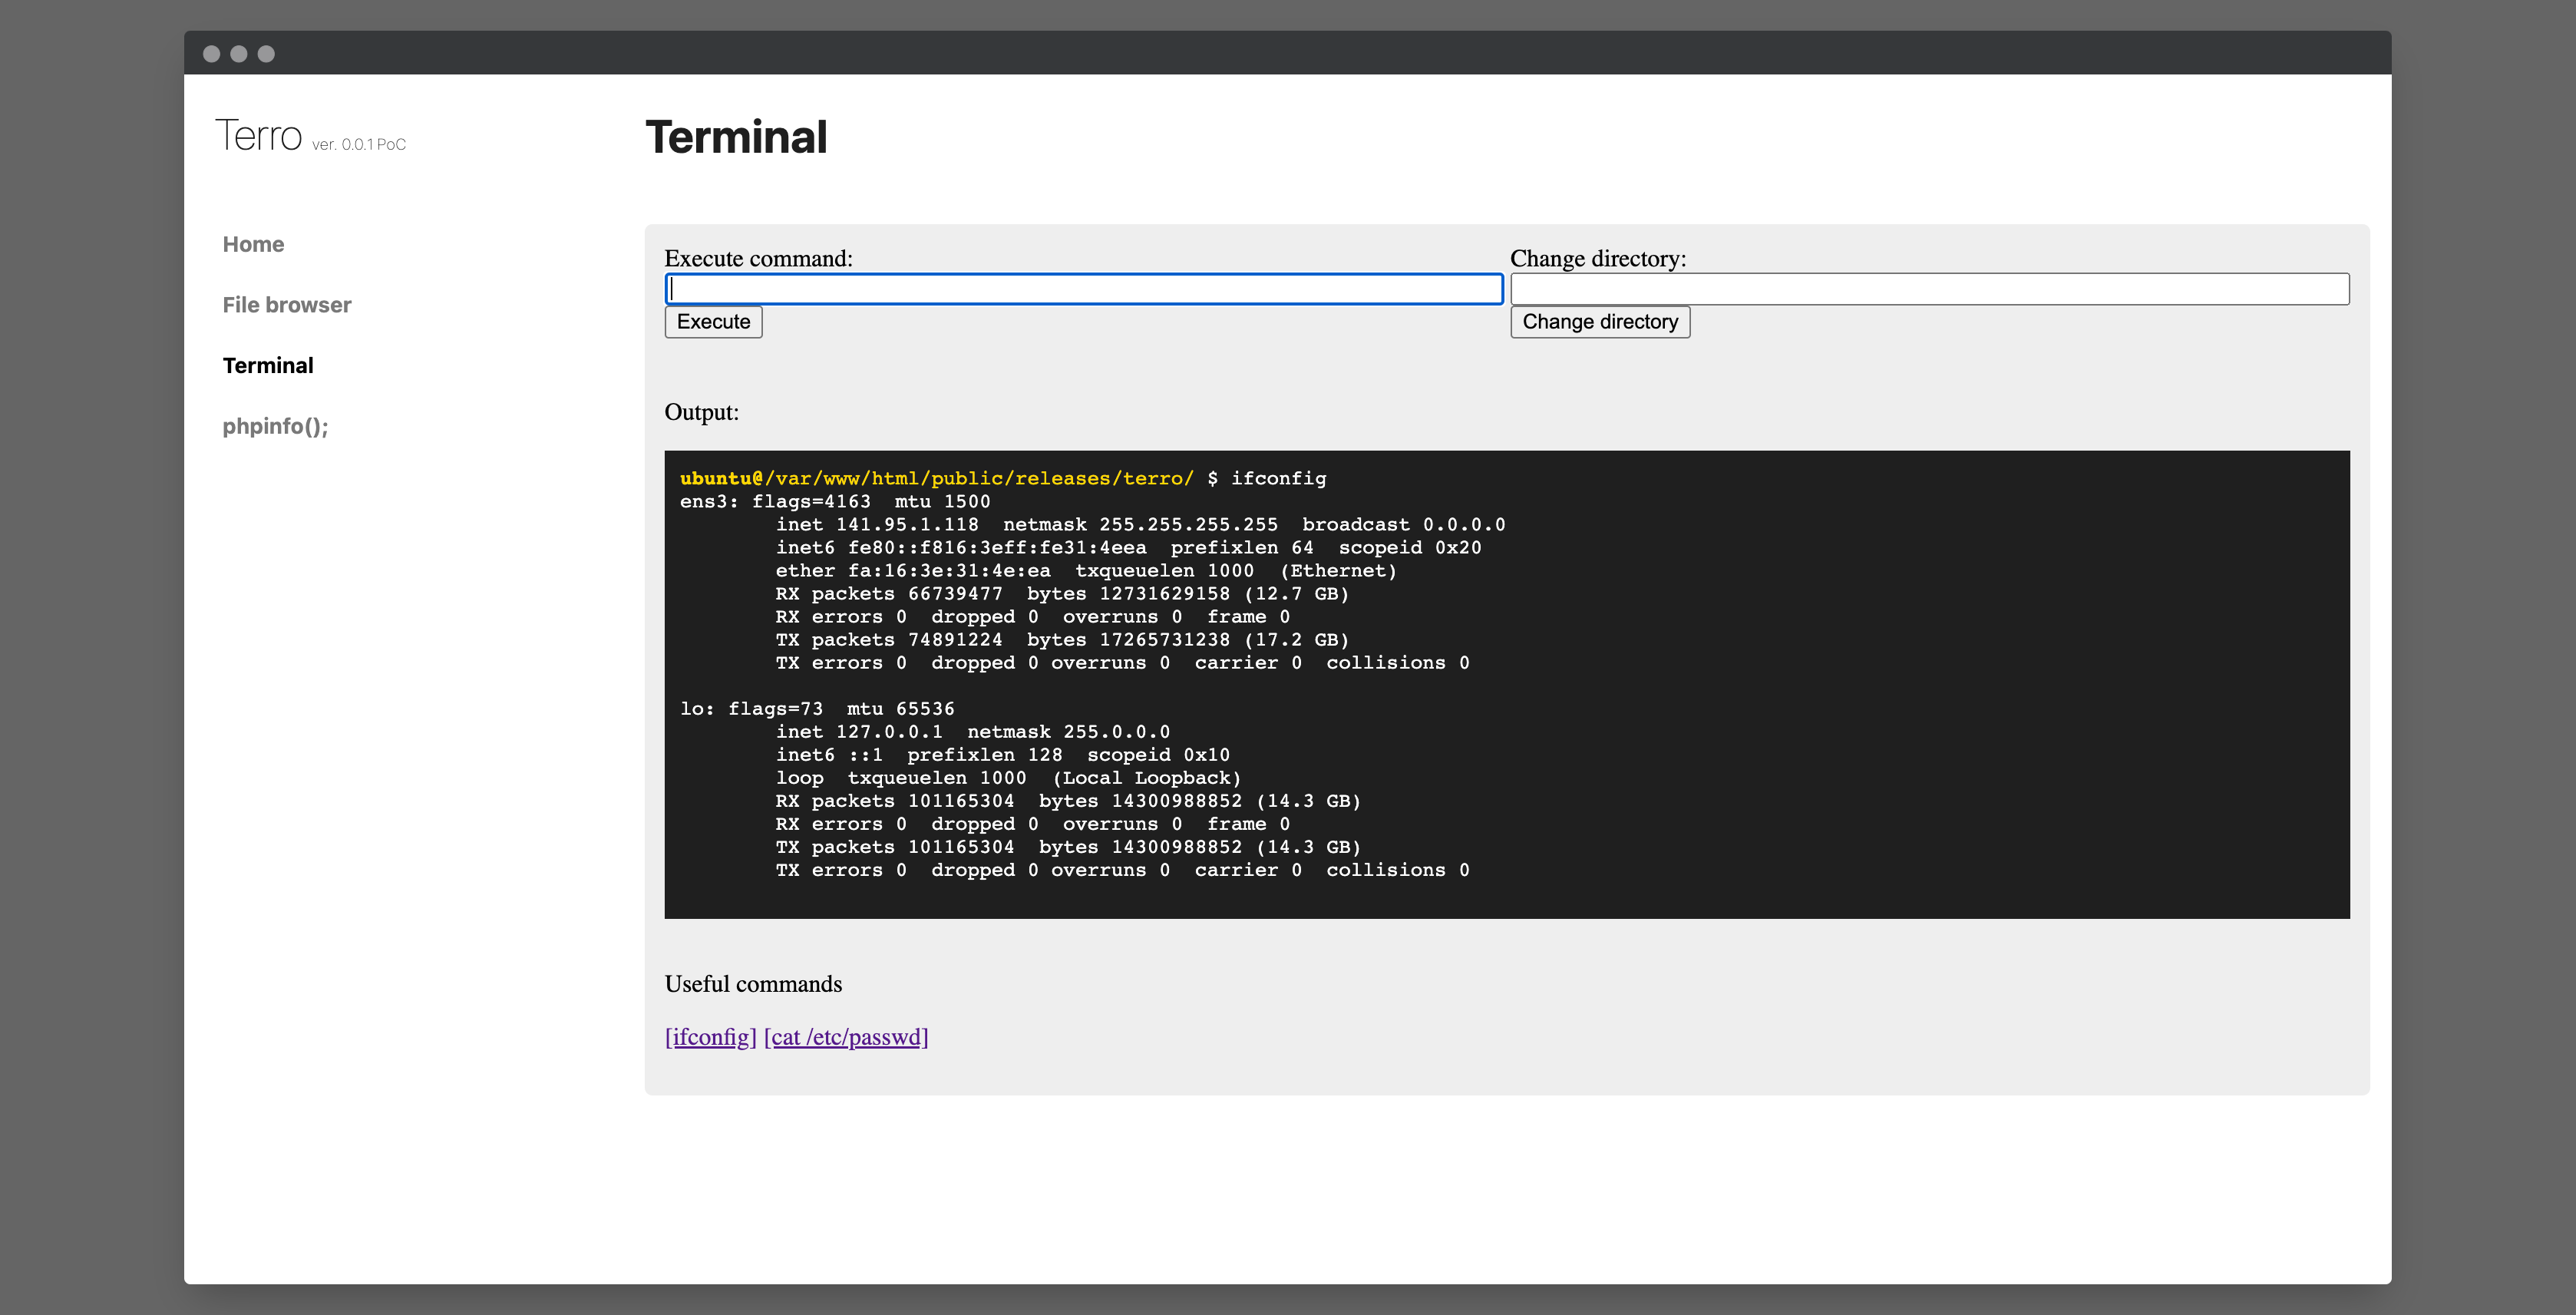 Terro ver. 0.0.1 PoC
Home
File browser
Terminal
phpinfo();
Terminal
Execute command:
Execute
Change directory:
Change directory
Output:
ubuntu@/var/www/html/public/releases/terro/ $ ifconfig
ens3: flags=4163  mtu 1500
        inet 141.95.1.118  netmask 255.255.255.255  broadcast 0.0.0.0
        inet6 fe80::f816:3eff:fe31:4eea  prefixlen 64  scopeid 0x20
        ether fa:16:3e:31:4e:ea  txqueuelen 1000  (Ethernet)
        RX packets 66739477  bytes 12731629158 (12.7 GB)
        RX errors 0  dropped 0  overruns 0  frame 0
        TX packets 74891224  bytes 17265731238 (17.2 GB)
        TX errors 0  dropped 0 overruns 0  carrier 0  collisions 0
lo: flags=73  mtu 65536
        inet 127.0.0.1  netmask 255.0.0.0
        inet6 ::1  prefixlen 128  scopeid 0x10
        loop  txqueuelen 1000  (Local Loopback)
        RX packets 101165304  bytes 14300988852 (14.3 GB)
        RX errors 0  dropped 0  overruns 0  frame 0
        TX packets 101165304  bytes 14300988852 (14.3 GB)
        TX errors 0  dropped 0 overruns 0  carrier 0  collisions 0
Useful commands
[ifconfig] [cat /etc/passwd]